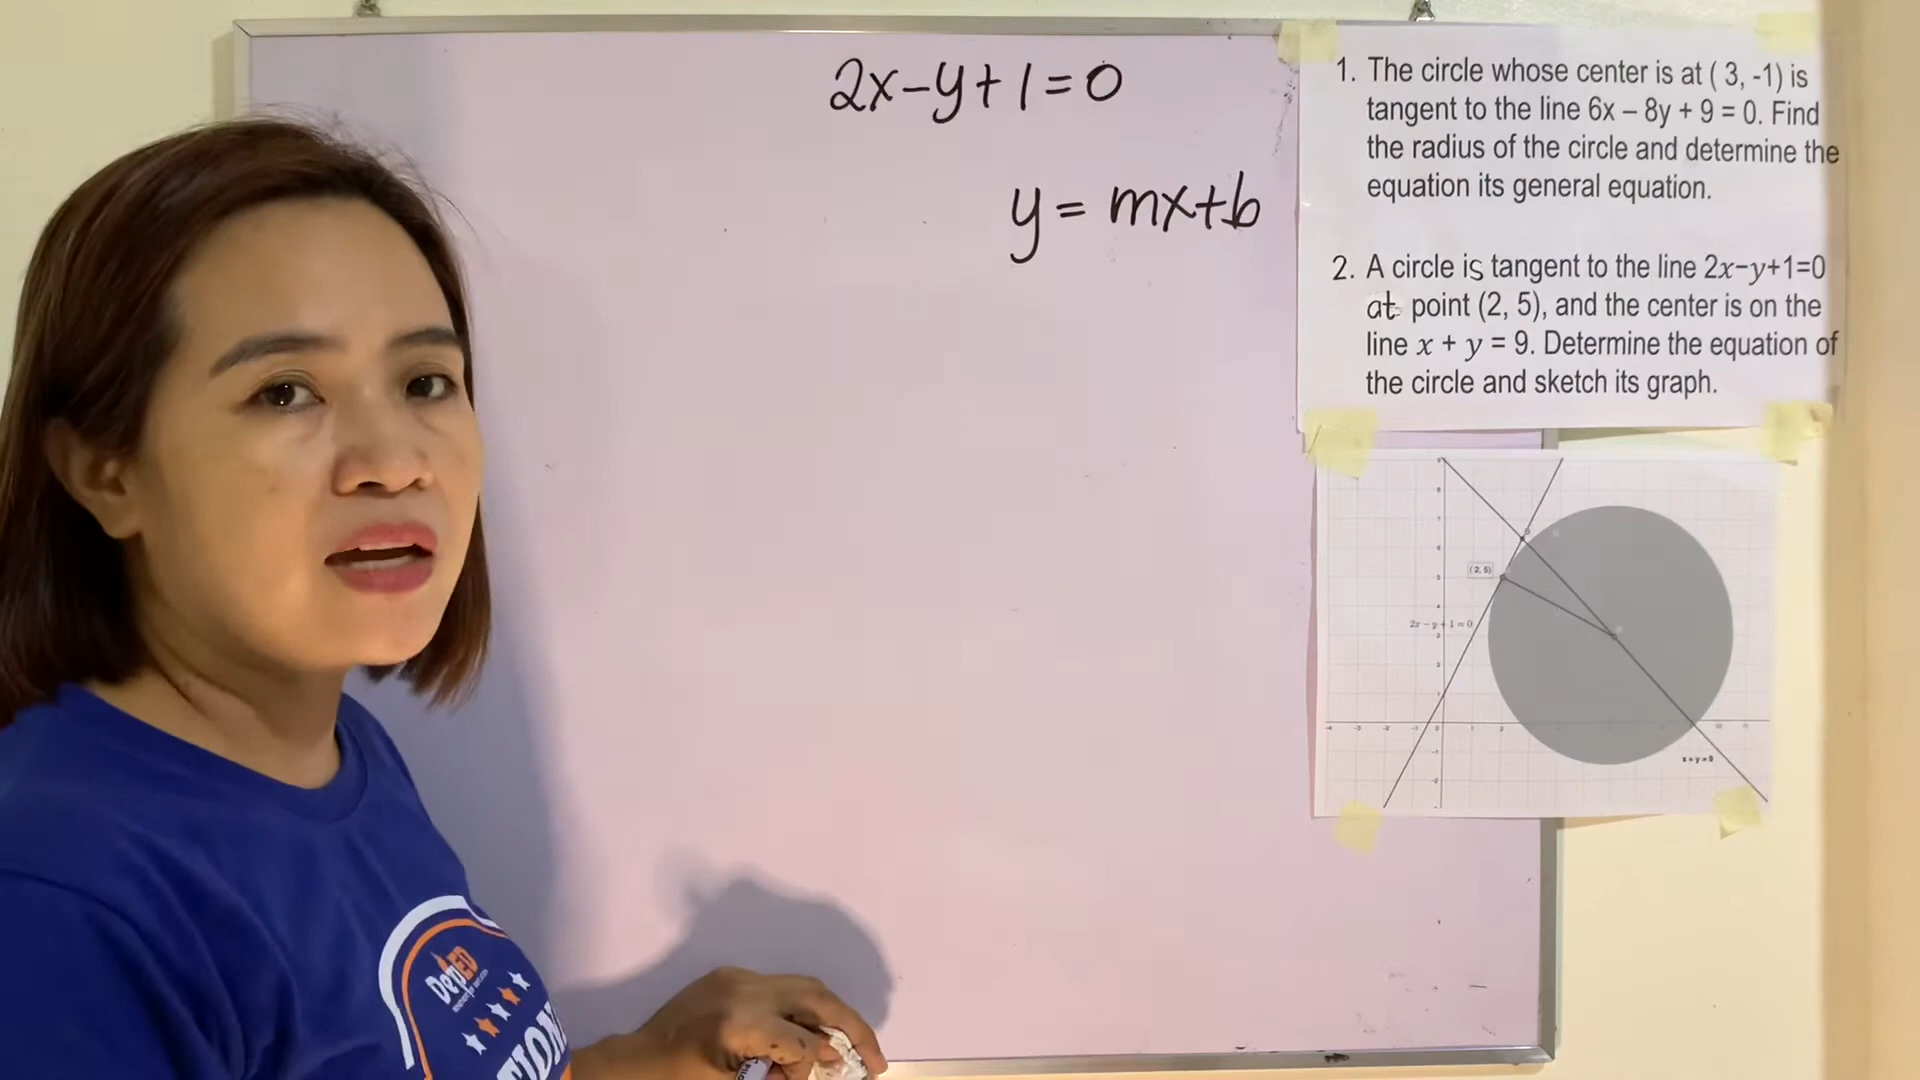 2x-y+1=0
y=mx+b
1. The circle whose center is at ( 3, -1) is
tangent to the line 6x – 8y + 9 = 0. Find
the radius of the circle and determine the
equation its general equation.
2. A circle is tangent to the line 2x-y+1=0
at point (2, 5), and the center is on the
line x + y = 9. Determine the equation of
the circle and sketch its graph.
(2, 5)
2x – y + 1 = 0
x + y = 9
DepED